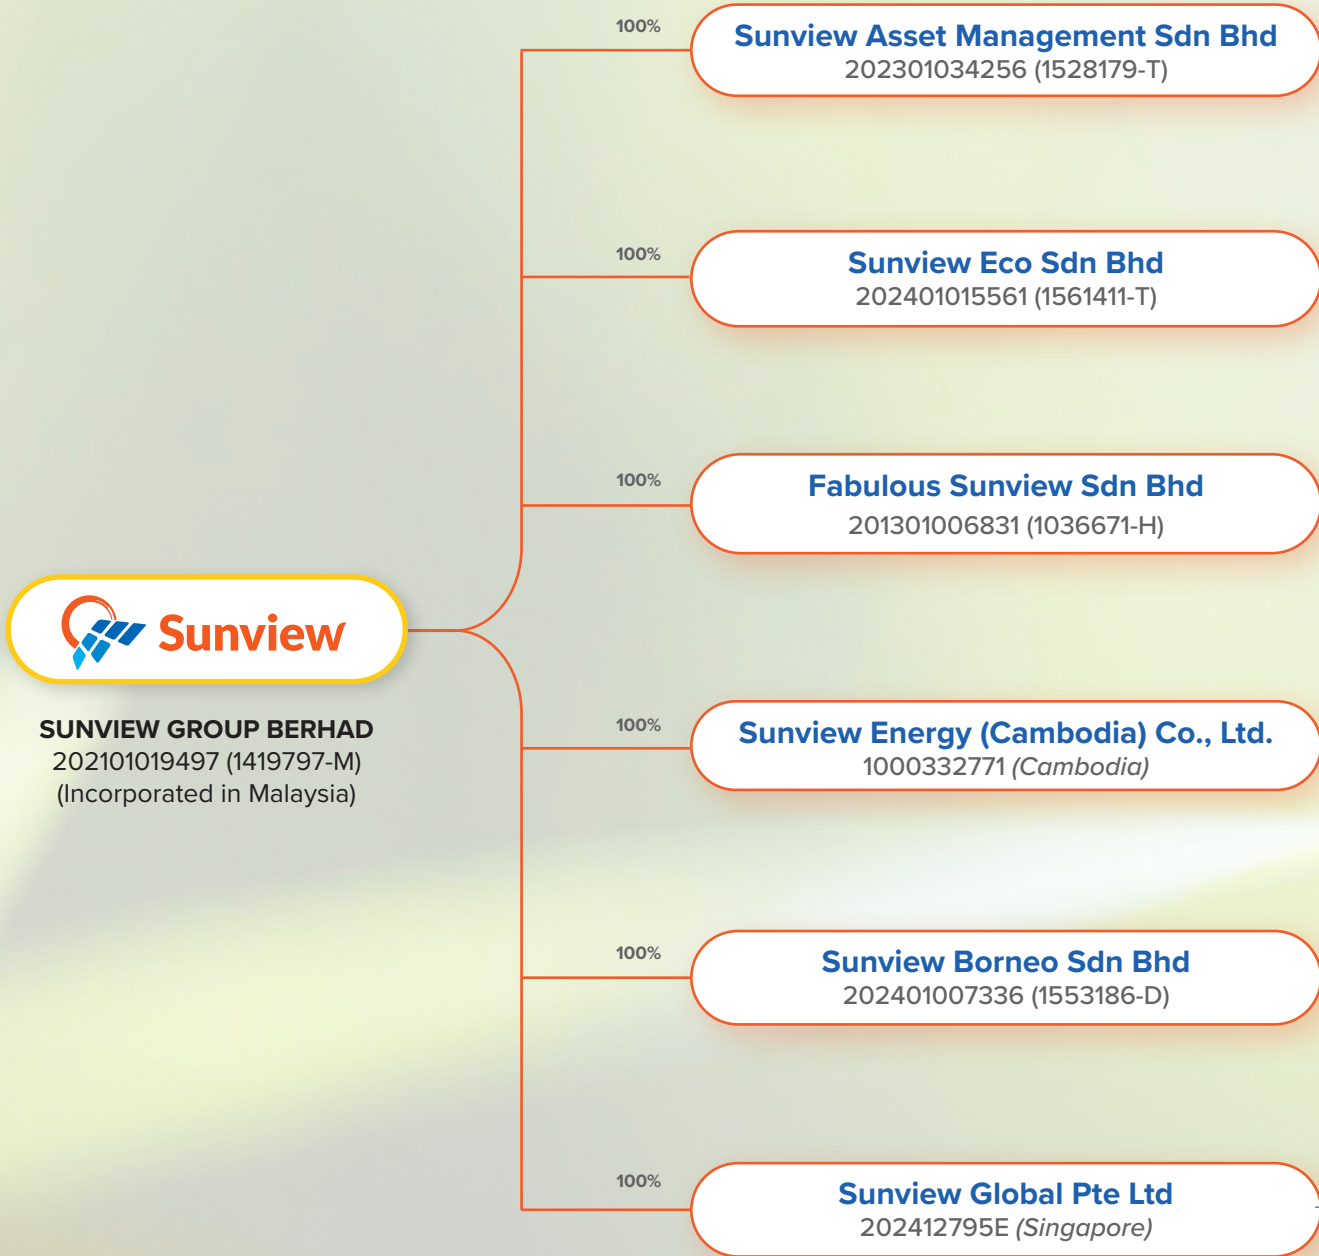 100%
Sunview Asset Management Sdn Bhd
202301034256 (1528179-T)
100%
Sunview Eco Sdn Bhd
202401015561 (1561411-T)
100%
Fabulous Sunview Sdn Bhd
201301006831 (1036671-H)
Sunview
SUNVIEW GROUP BERHAD
202101019497 (1419797-M)
(Incorporated in Malaysia)
100%
Sunview Energy (Cambodia) Co., Ltd.
1000332771 (Cambodia)
100%
Sunview Borneo Sdn Bhd
202401007336 (1553186-D)
100%
Sunview Global Pte Ltd
202412795E (Singapore)